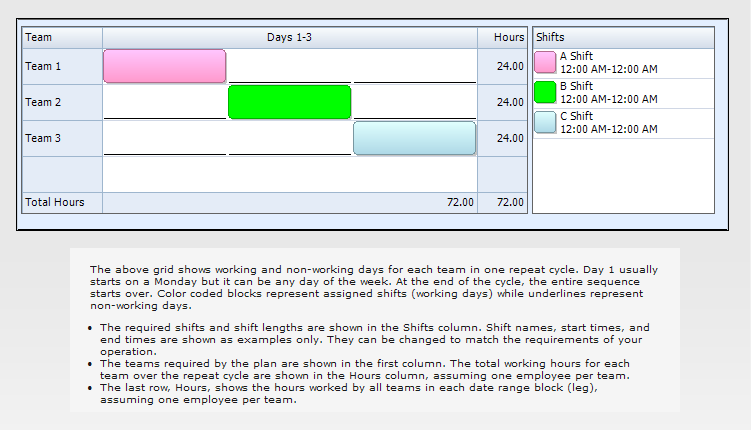 Team Days 1-3 Hours Shifts
Team 1 24.00
A Shift
12:00 AM-12:00 AM
Team 2 24.00
B Shift
12:00 AM-12:00 AM
Team 3 24.00
C Shift
12:00 AM-12:00 AM
Total Hours 72.00 72.00
The above grid shows working and non-working days for each team in one repeat cycle. Day 1 usually
starts on a Monday but it can be any day of the week. At the end of the cycle, the entire sequence
starts over. Color coded blocks represent assigned shifts (working days) while underlines represent
non-working days.
• The required shifts and shift lengths are shown in the Shifts column. Shift names, start times, and
end times are shown as examples only. They can be changed to match the requirements of your
operation.
• The teams required by the plan are shown in the first column. The total working hours for each
team over the repeat cycle are shown in the Hours column, assuming one employee per team.
• The last row, Hours, shows the hours worked by all teams in each date range block (leg),
assuming one employee per team.